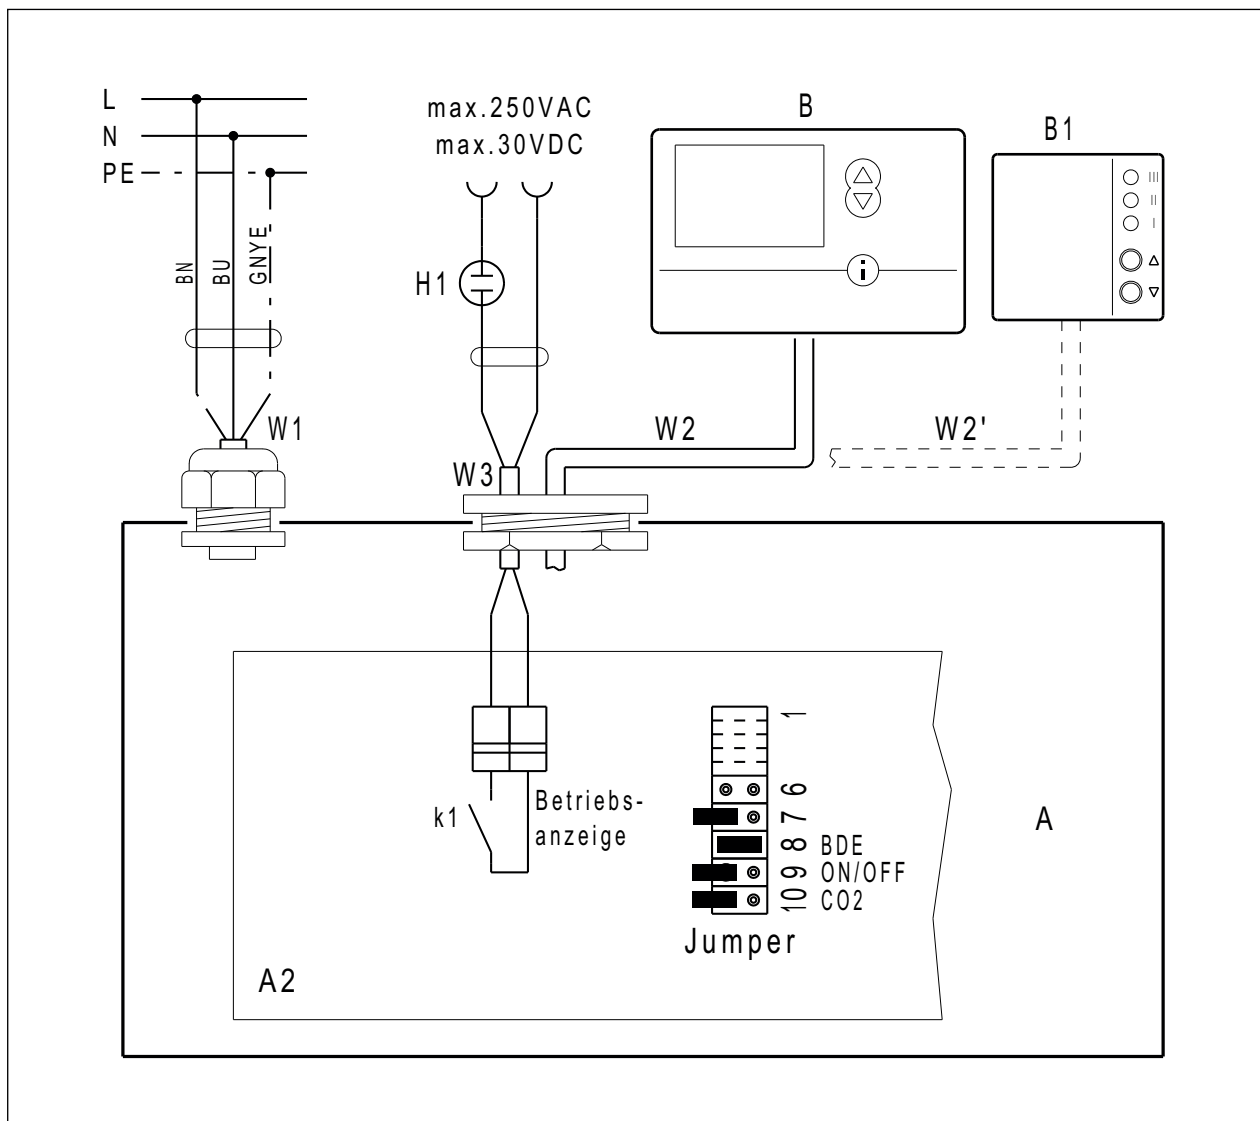 L
N
PE
BN
BU
GNYE
W1
max.250VAC
max.30VDC
H1
W3
B
i
W2
B1
III
II
I
W2'
k1
Betriebs-
anzeige
1
6
7
8 BDE
9 ON/OFF
10 CO2
Jumper
A
A2